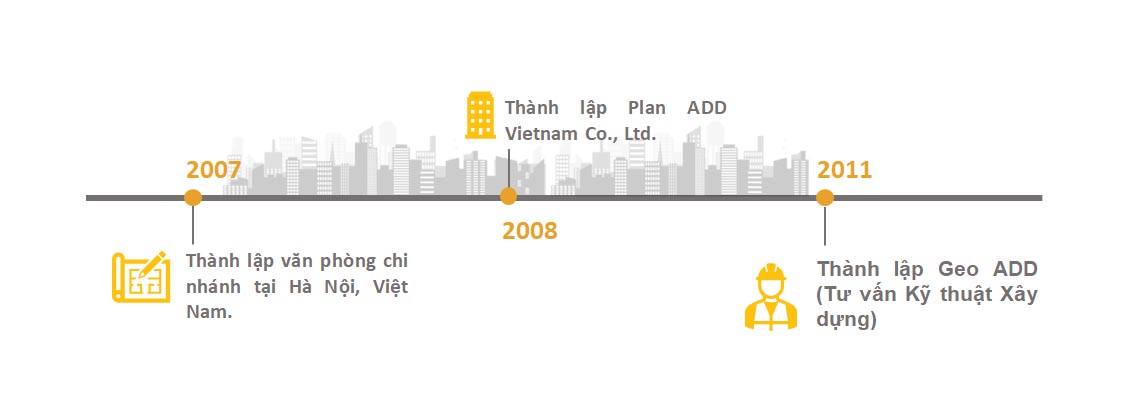 2007
Thành lập văn phòng chi
nhánh tại Hà Nội, Việt
Nam.
Thành lập Plan ADD
Vietnam Co., Ltd.
2008
2011
Thành lập Geo ADD
(Tư vấn Kỹ thuật Xây
dựng)